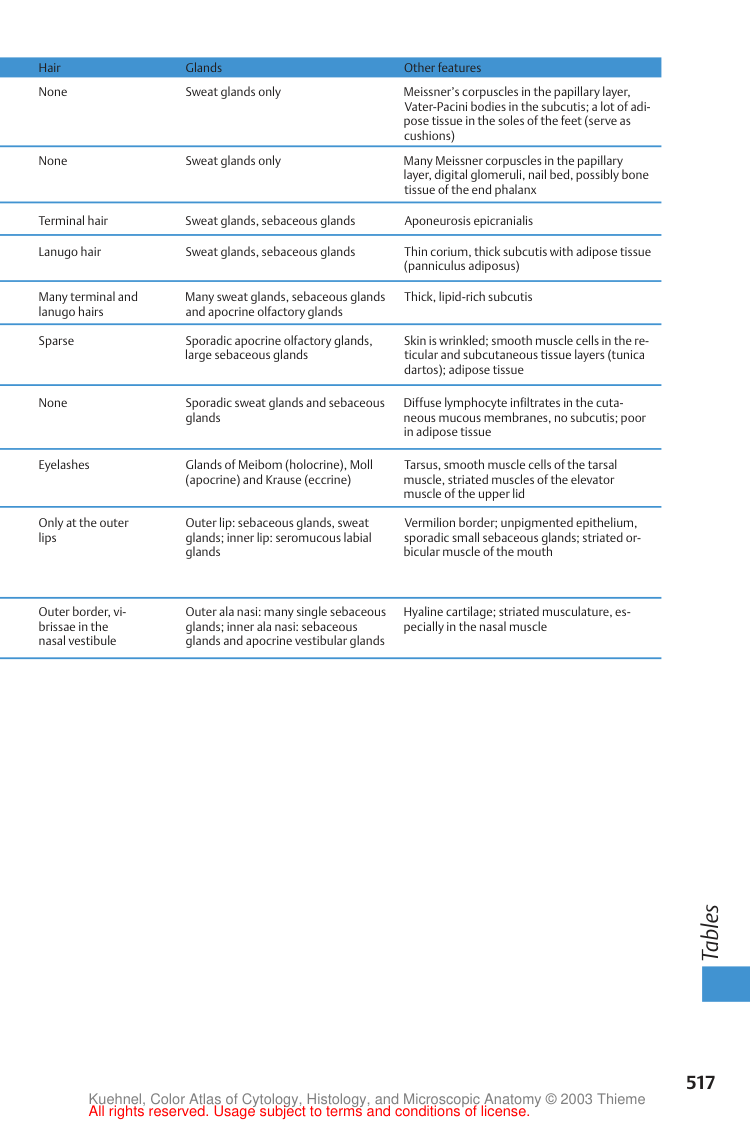 Hair Glands Other features
None Sweat glands only Meissner’s corpuscles in the papillary layer,
Vater-Pacini bodies in the subcutis; a lot of adi-
pose tissue in the soles of the feet (serve as
cushions)
None Sweat glands only Many Meissner corpuscles in the papillary
layer, digital glomeruli, nail bed, possibly bone
tissue of the end phalanx
Terminal hair Sweat glands, sebaceous glands Aponeurosis epicranialis
Lanugo hair Sweat glands, sebaceous glands Thin corium, thick subcutis with adipose tissue
(panniculus adiposus)
Many terminal and Many sweat glands, sebaceous glands Thick, lipid-rich subcutis
lanugo hairs and apocrine olfactory glands
Sparse Sporadic apocrine olfactory glands, Skin is wrinkled; smooth muscle cells in the re-
large sebaceous glands ticular and subcutaneous tissue layers (tunica
dartos); adipose tissue
None Sporadic sweat glands and sebaceous Diffuse lymphocyte infiltrates in the cuta-
glands neous mucous membranes, no subcutis; poor
in adipose tissue
Eyelashes Glands of Meibom (holocrine), Moll Tarsus, smooth muscle cells of the tarsal
(apocrine) and Krause (eccrine) muscle, striated muscles of the elevator
muscle of the upper lid
Only at the outer Outer lip: sebaceous glands, sweat Vermilion border; unpigmented epithelium,
lips glands; inner lip: seromucous labial sporadic small sebaceous glands; striated or-
glands bicular muscle of the mouth
Outer border, vi- Outer ala nasi: many single sebaceous Hyaline cartilage; striated musculature, es-
brissae in the glands; inner ala nasi: sebaceous pecially in the nasal muscle
nasal vestibule glands and apocrine vestibular glands
Tables
517
Kuehnel, Color Atlas of Cytology, Histology, and Microscopic Anatomy © 2003 Thieme
All rights reserved. Usage subject to terms and conditions of license.